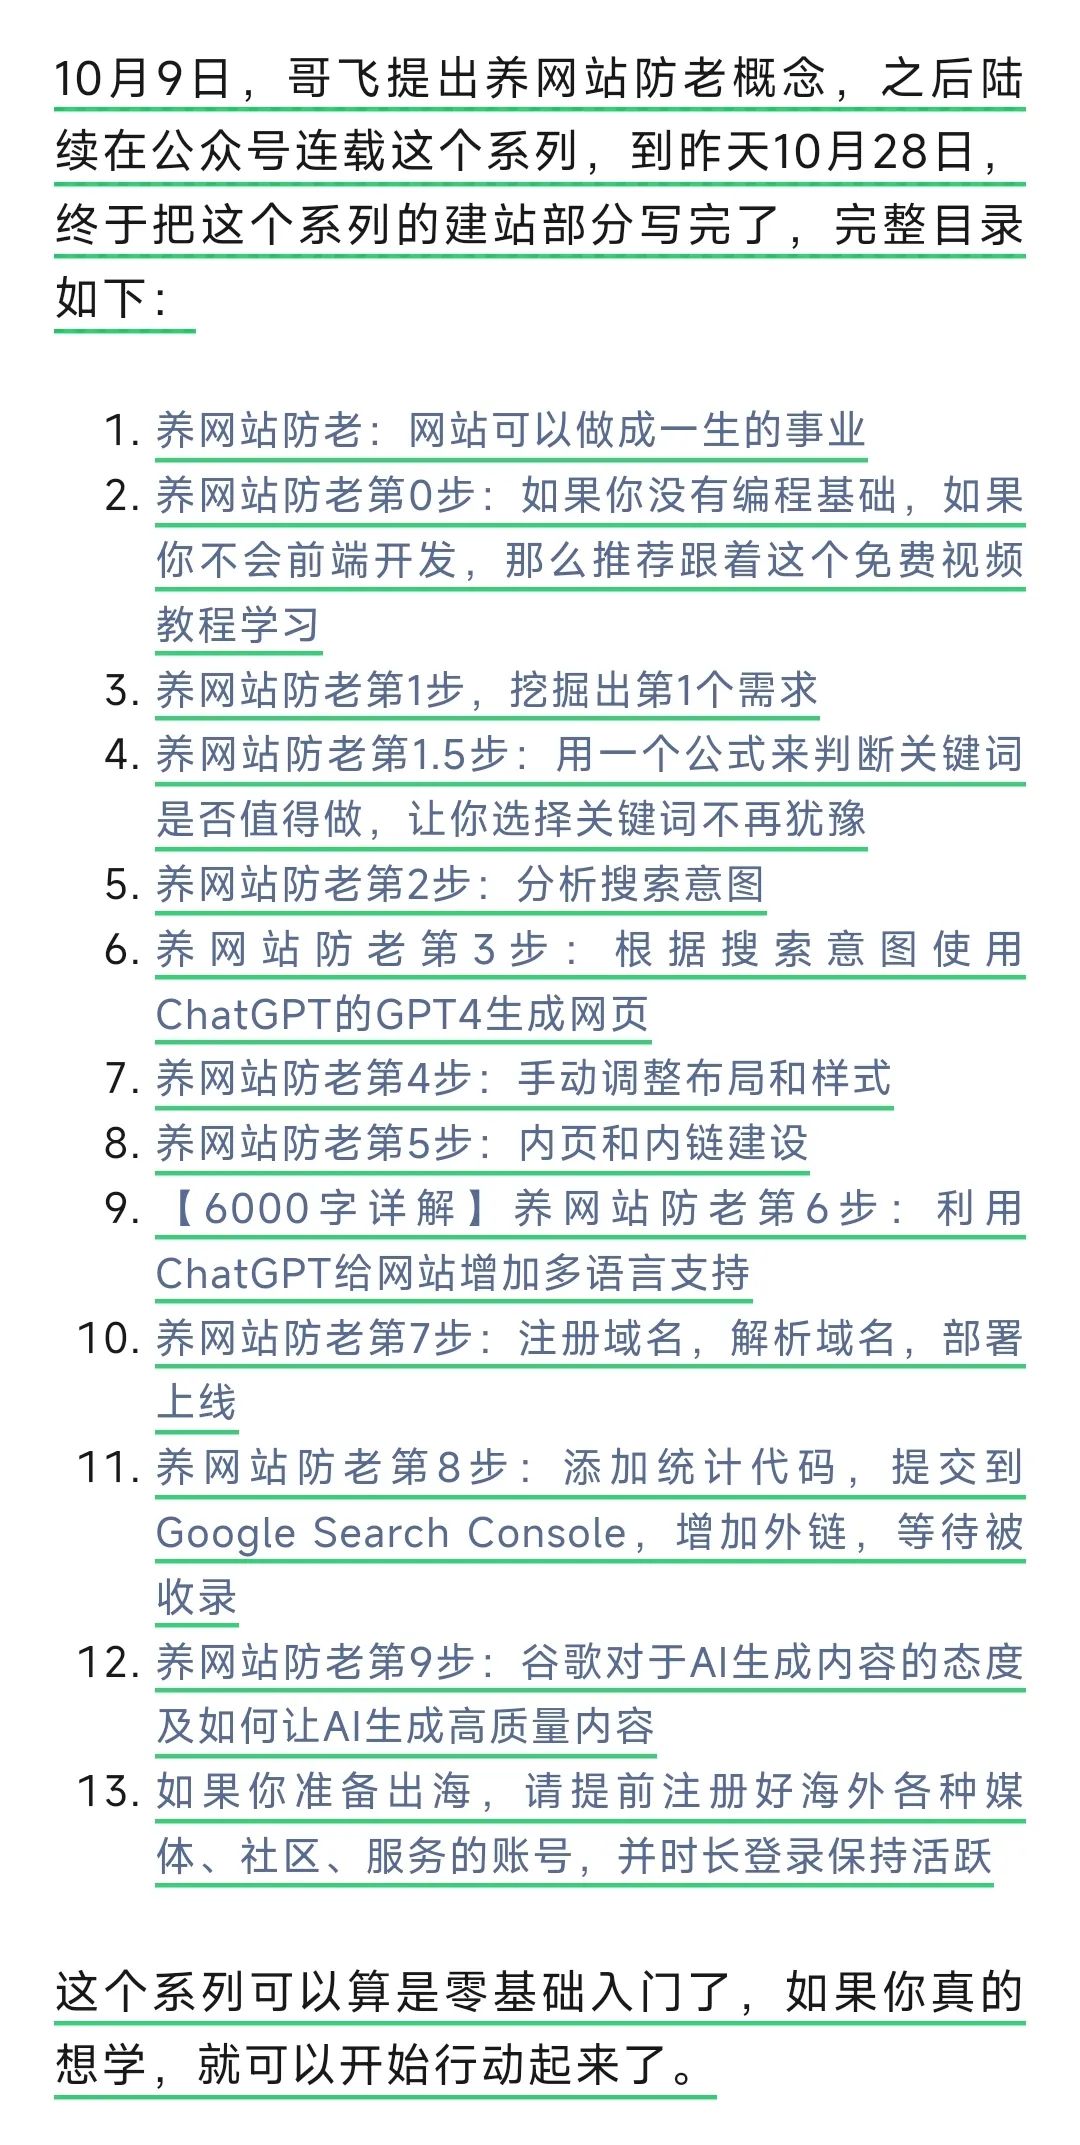 10月9日，哥飞提出养网站防老概念，之后陆
续在公众号连载这个系列，到昨天10月28日，
终于把这个系列的建站部分写完了，完整目录
如下：
1. 养网站防老：网站可以做成一生的事业
2. 养网站防老第0步：如果你没有编程基础，如果
你不会前端开发，那么推荐跟着这个免费视频
教程学习
3. 养网站防老第1步，挖掘出第1个需求
4. 养网站防老第1.5步：用一个公式来判断关键词
是否值得做，让你选择关键词不再犹豫
5. 养网站防老第2步：分析搜索意图
6. 养网站防老第3步：根据搜索意图使用
ChatGPT的GPT4生成网页
7. 养网站防老第4步：手动调整布局和样式
8. 养网站防老第5步：内页和内链建设
9. 【6000字详解】养网站防老第6步：利用
ChatGPT给网站增加多语言支持
10. 养网站防老第7步：注册域名，解析域名，部署
上线
11. 养网站防老第8步：添加统计代码，提交到
Google Search Console，增加外链，等待被
收录
12. 养网站防老第9步：谷歌对于AI生成内容的态度
及如何让AI生成高质量内容
13. 如果你准备出海，请提前注册好海外各种媒
体、社区、服务的账号，并时长登录保持活跃
这个系列可以算是零基础入门了，如果你真的
想学，就可以开始行动起来了。